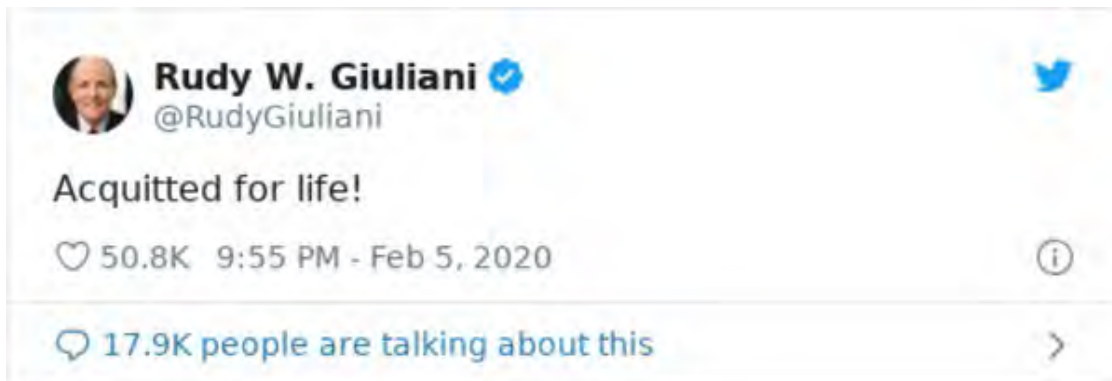 Rudy W. Giuliani
@RudyGiuliani
Acquitted for life!
50.8K 9:55 PM - Feb 5, 2020
17.9K people are talking about this